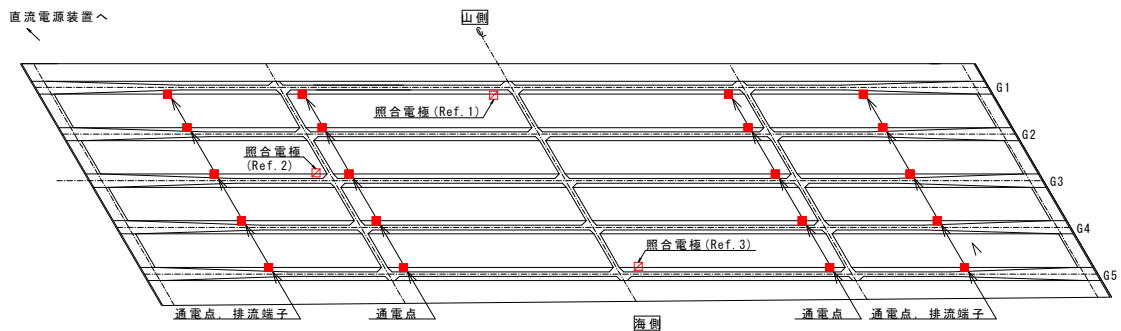 直流電源装置へ
山側
℄
G1
照合電極(Ref.1)
G2
照合電極
(Ref.2)
G3
G4
照合電極(Ref.3)
G5
通電点，排流端子
通電点
通電点
通電点，排流端子
海側